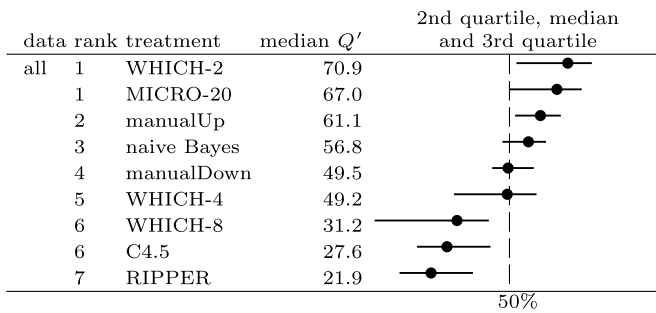 2nd quartile, median
data rank treatment median Q′ and 3rd quartile
all 1 WHICH-2 70.9
1 MICRO-20 67.0
2 manualUp 61.1
3 naive Bayes 56.8
4 manualDown 49.5
5 WHICH-4 49.2
6 WHICH-8 31.2
6 C4.5 27.6
7 RIPPER 21.9
50%